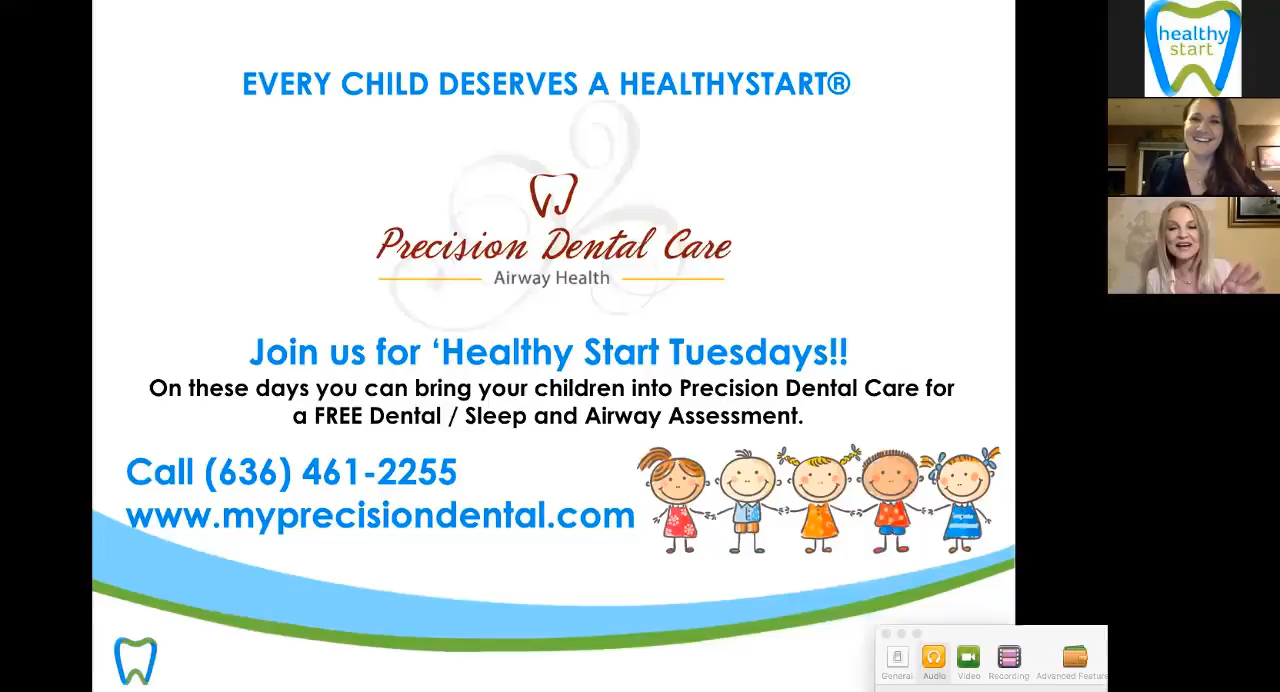 EVERY CHILD DESERVES A HEALTHYSTART®
Precision Dental Care
Airway Health
Join us for ‘Healthy Start Tuesdays!!
On these days you can bring your children into Precision Dental Care for
a FREE Dental / Sleep and Airway Assessment.
Call (636) 461-2255
www.myprecisiondental.com
healthy
start
General Audio Video Recording Advanced Feature